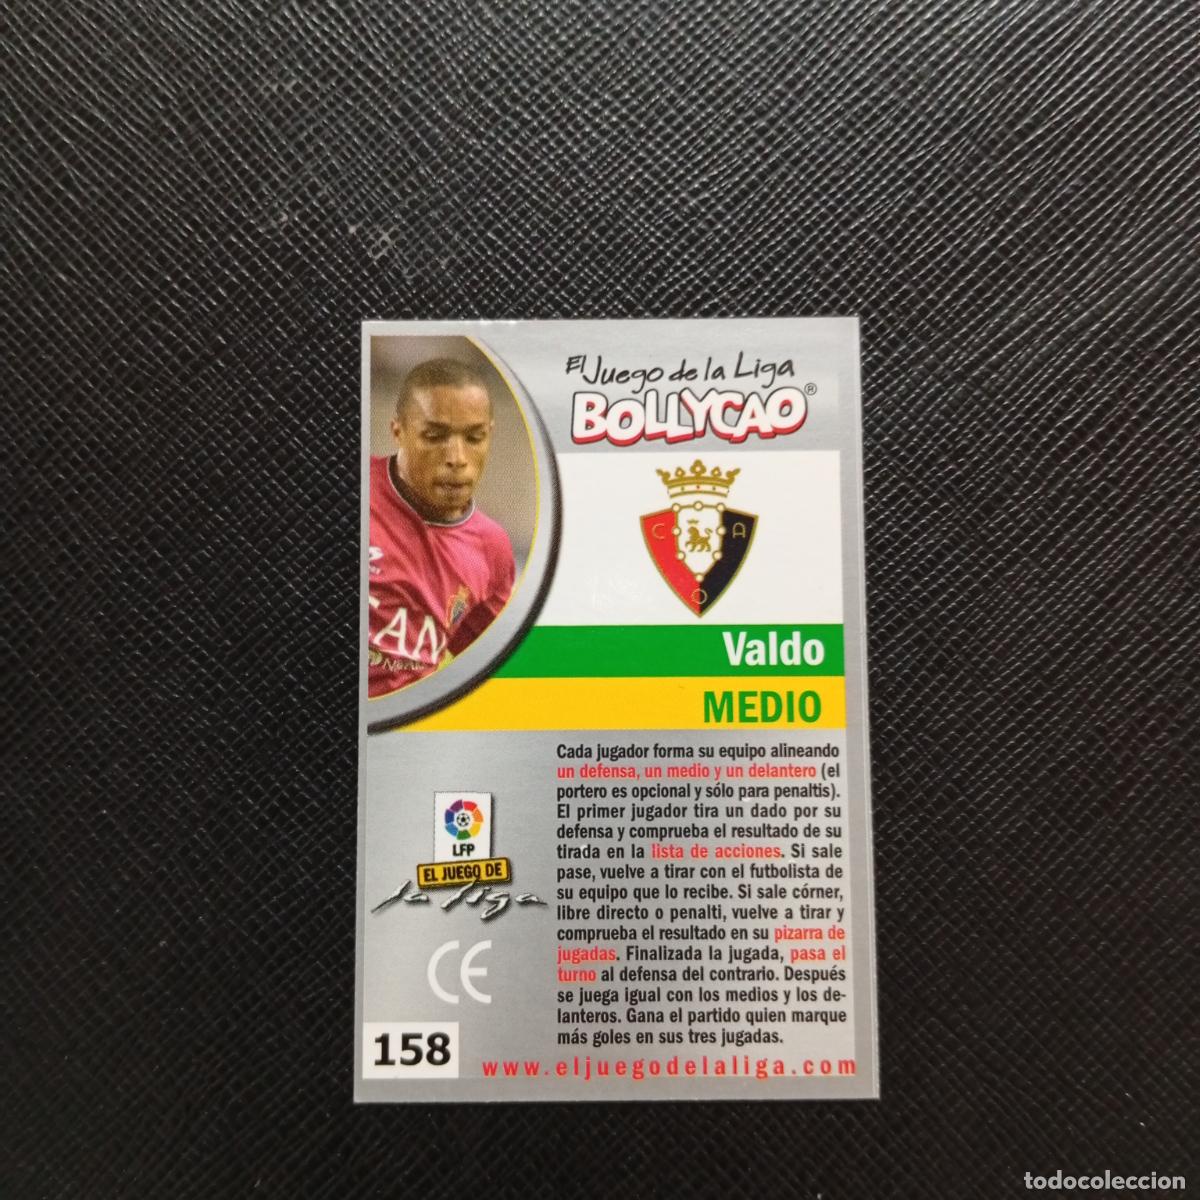 El Juego de la Liga
BOLLYCAO®
C A
O
Valdo
MEDIO
Cada jugador forma su equipo alineando
un defensa, un medio y un delantero (el
portero es opcional y sólo para penaltis).
El primer jugador tira un dado por su
defensa y comprueba el resultado de su
tirada en la lista de acciones. Si sale
pase, vuelve a tirar con el futbolista de
su equipo que lo recibe. Si sale córner,
libre directo o penalti, vuelve a tirar y
comprueba el resultado en su pizarra de
jugadas. Finalizada la jugada, pasa el
turno al defensa del contrario. Después
se juega igual con los medios y los de-
lanteros. Gana el partido quien marque
más goles en sus tres jugadas.
LFP
EL JUEGO DE
la liga
CE
158
www.eljuegodelaliga.com
todocoleccion